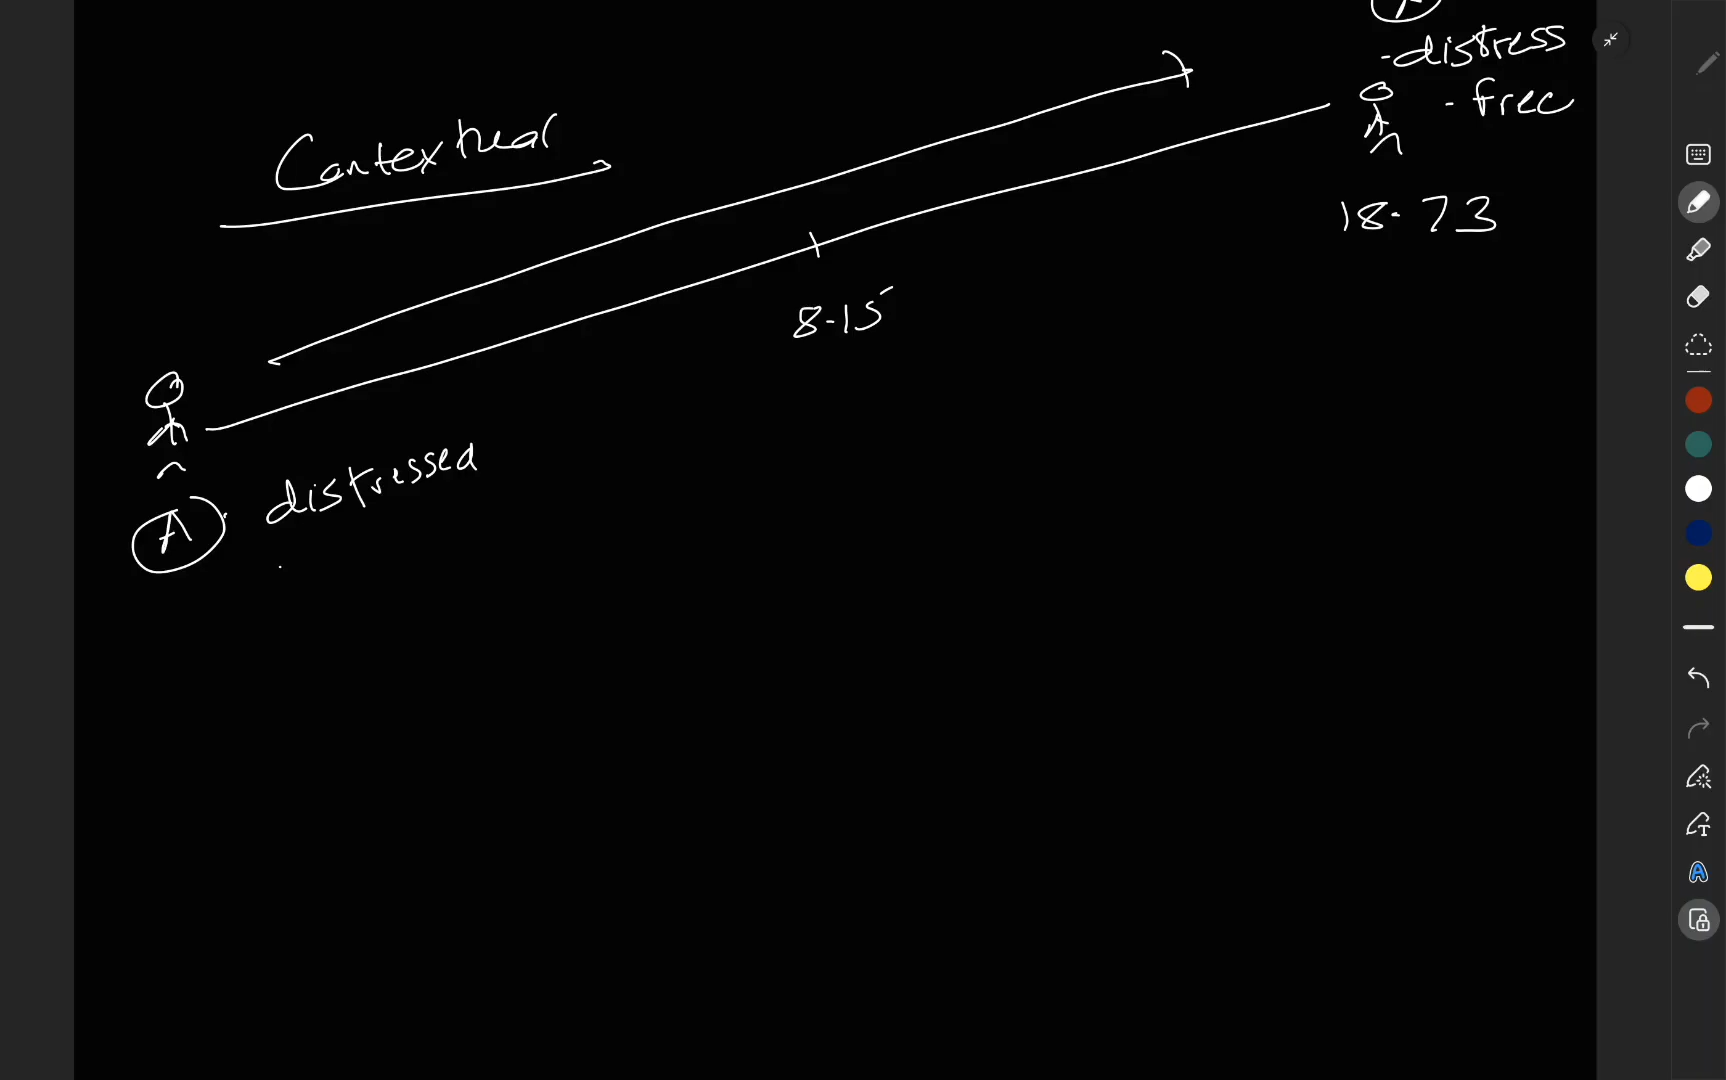 A
-distress
- free
Contextual
18-73
8-15
A. distressed
.